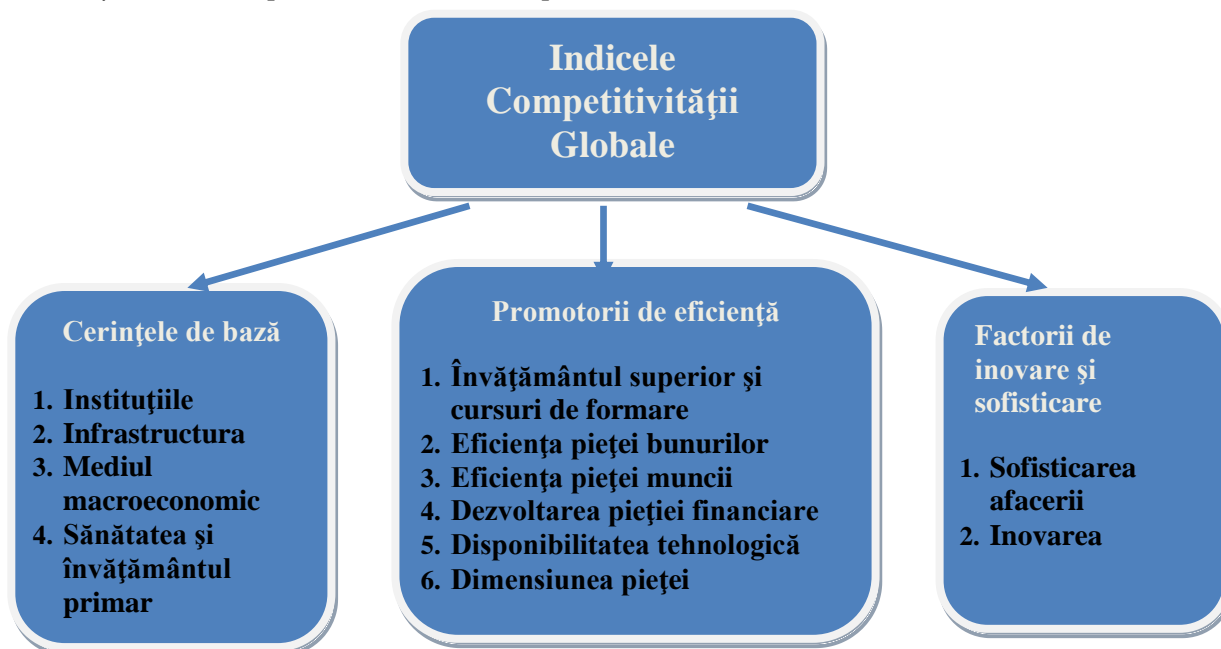 Indicele
Competitivităţii
Globale
Cerinţele de bază
1. Instituţiile
2. Infrastructura
3. Mediul
macroeconomic
4. Sănătatea şi
învăţământul
primar
Promotorii de eficienţă
1. Învăţământul superior şi
cursuri de formare
2. Eficienţa pieţei bunurilor
3. Eficienţa pieţei muncii
4. Dezvoltarea pieţiei financiare
5. Disponibilitatea tehnologică
6. Dimensiunea pieţei
Factorii de
inovare şi
sofisticare
1. Sofisticarea
afacerii
2. Inovarea